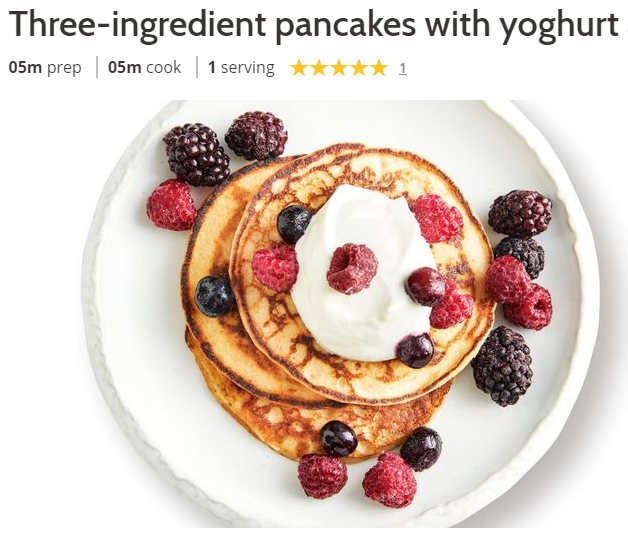 Three-ingredient pancakes with yoghurt
05m prep | 05m cook | 1 serving ★★★★★ 1